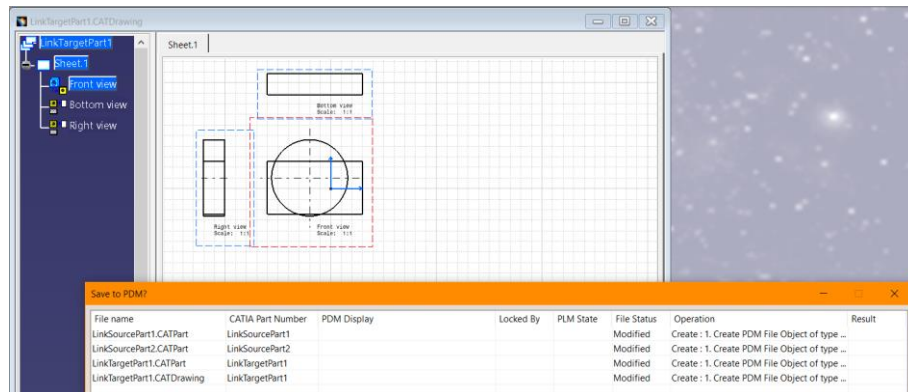 LinkTargetPart1.CATDrawing
LinkTargetPart1
Sheet.1
Sheet.1
Front view
Bottom view
Right view
Bottom view
Scale: 1:1
Right view
Scale: 1:1
Front view
Scale: 1:1
Save to PDM?
File name CATIA Part Number PDM Display Locked By PLM State File Status Operation Result
LinkSourcePart1.CATPart LinkSourcePart1 Modified Create : 1. Create PDM File Object of type ...
LinkSourcePart2.CATPart LinkSourcePart2 Modified Create : 1. Create PDM File Object of type ...
LinkTargetPart1.CATPart LinkTargetPart1 Modified Create : 1. Create PDM File Object of type ...
LinkTargetPart1.CATDrawing LinkTargetPart1 Modified Create : 1. Create PDM File Object of type ...